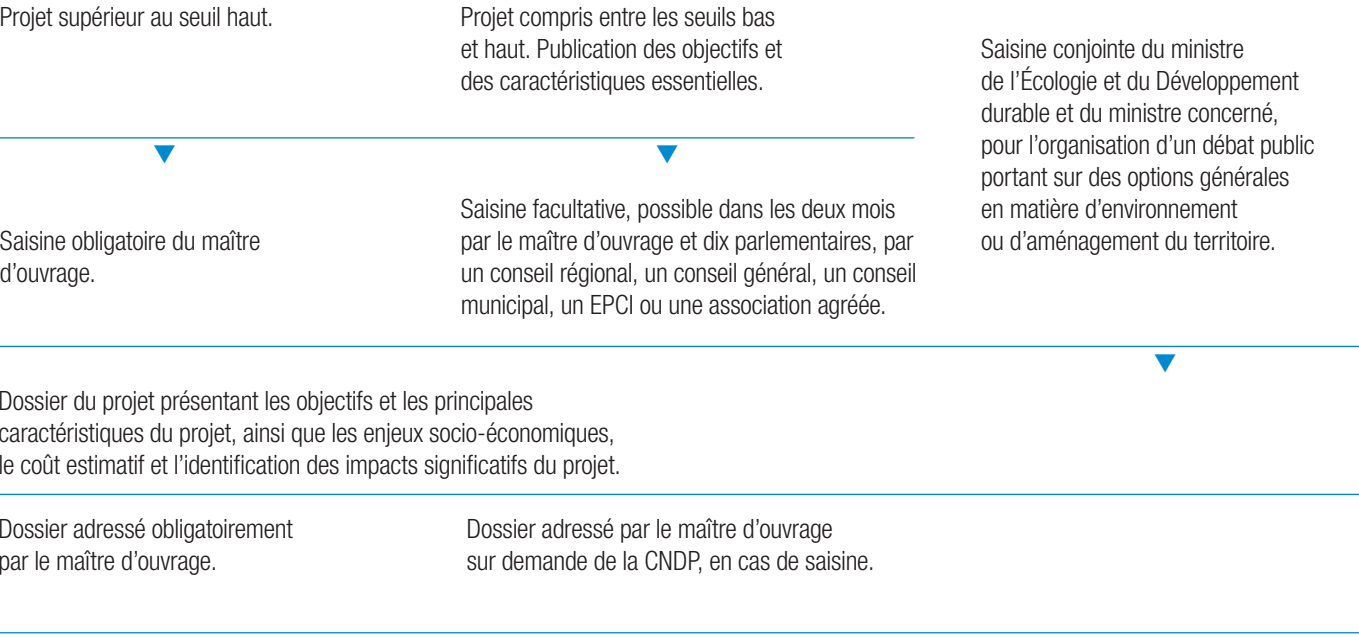 Projet supérieur au seuil haut.
Projet compris entre les seuils bas
et haut. Publication des objectifs et
des caractéristiques essentielles.
Saisine conjointe du ministre
de l’Écologie et du Développement
durable et du ministre concerné,
pour l’organisation d’un débat public
portant sur des options générales
en matière d’environnement
ou d’aménagement du territoire.
Saisine obligatoire du maître
d’ouvrage.
Saisine facultative, possible dans les deux mois
par le maître d’ouvrage et dix parlementaires, par
un conseil régional, un conseil général, un conseil
municipal, un EPCI ou une association agréée.
Dossier du projet présentant les objectifs et les principales
caractéristiques du projet, ainsi que les enjeux socio-économiques,
le coût estimatif et l’identification des impacts significatifs du projet.
Dossier adressé obligatoirement
par le maître d’ouvrage.
Dossier adressé par le maître d’ouvrage
sur demande de la CNDP, en cas de saisine.